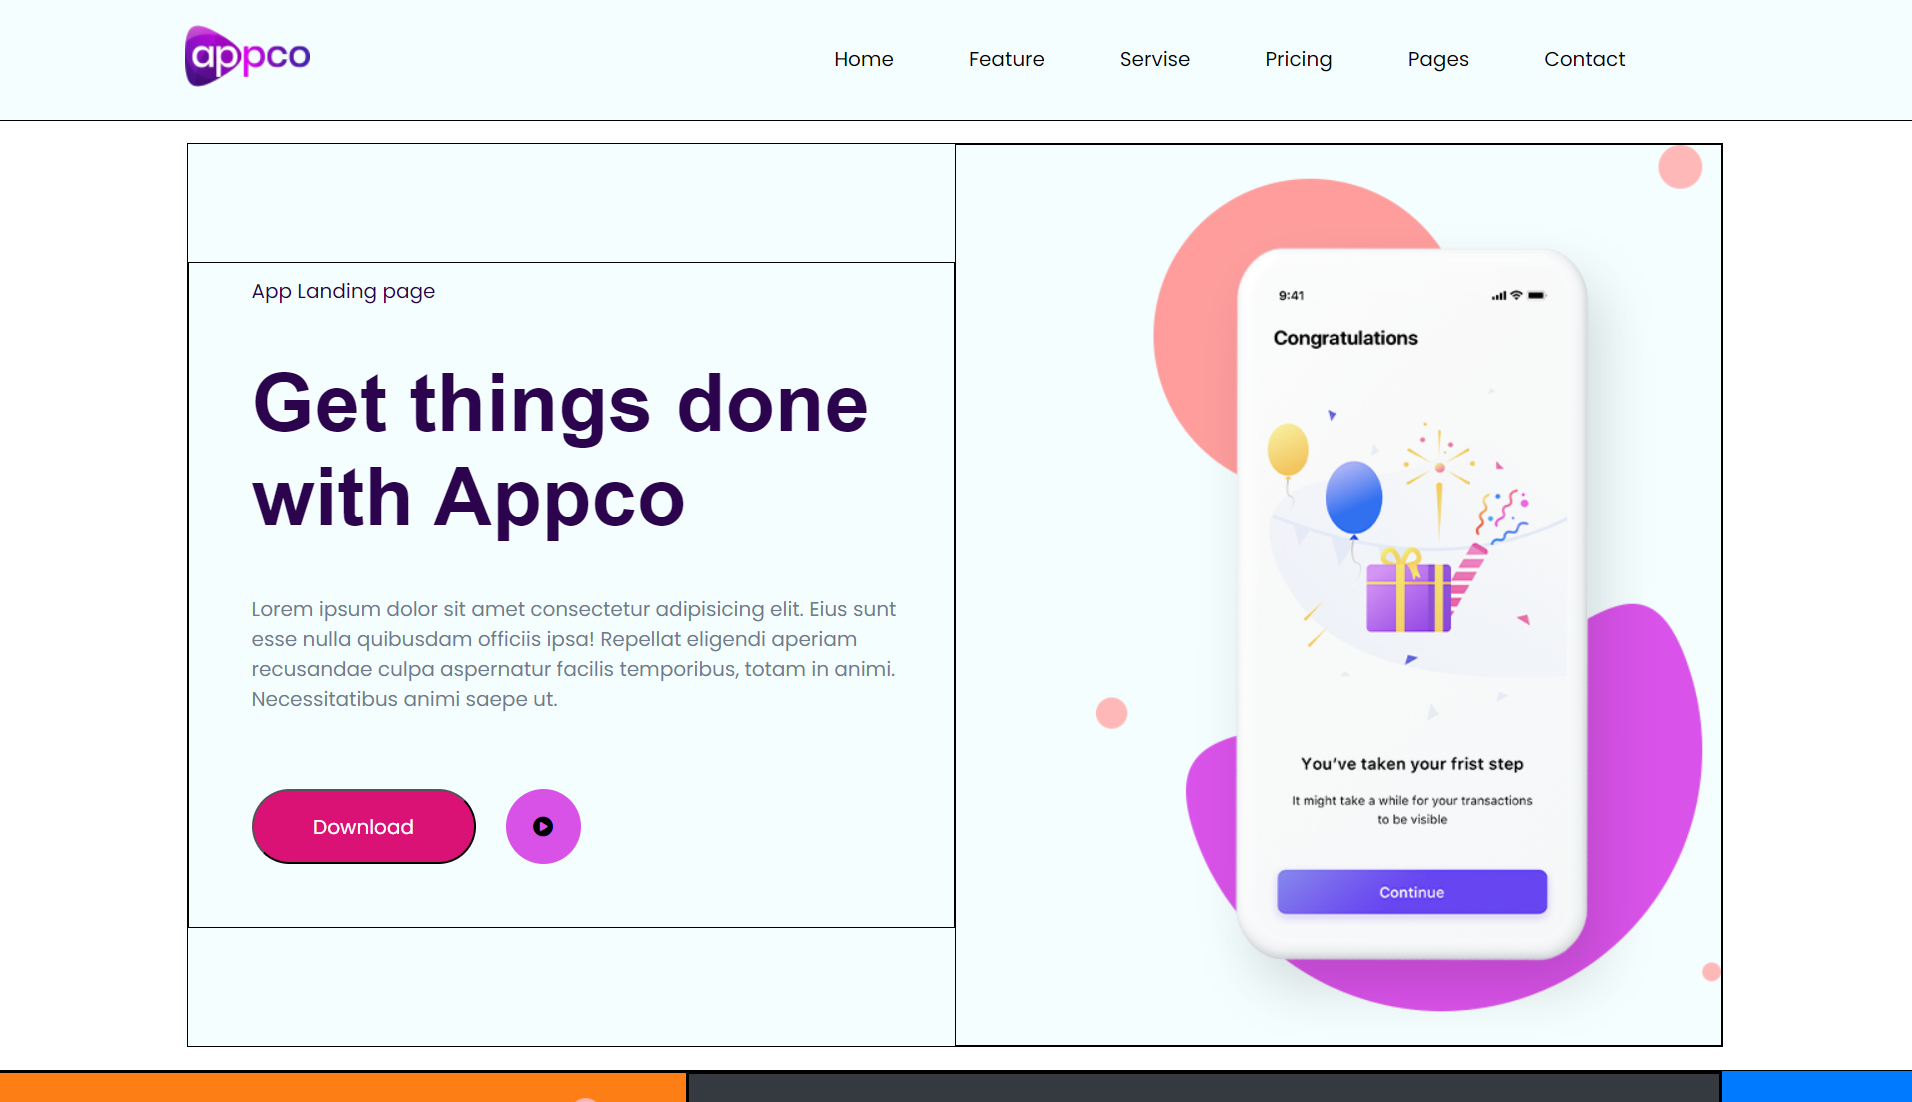 appco
Home Feature Servise Pricing Pages Contact
App Landing page
Get things done
with Appco
Lorem ipsum dolor sit amet consectetur adipisicing elit. Eius sunt
esse nulla quibusdam officiis ipsa! Repellat eligendi aperiam
recusandae culpa aspernatur facilis temporibus, totam in animi.
Necessitatibus animi saepe ut.
Download
9:41
Congratulations
You've taken your frist step
It might take a while for your transactions
to be visible
Continue